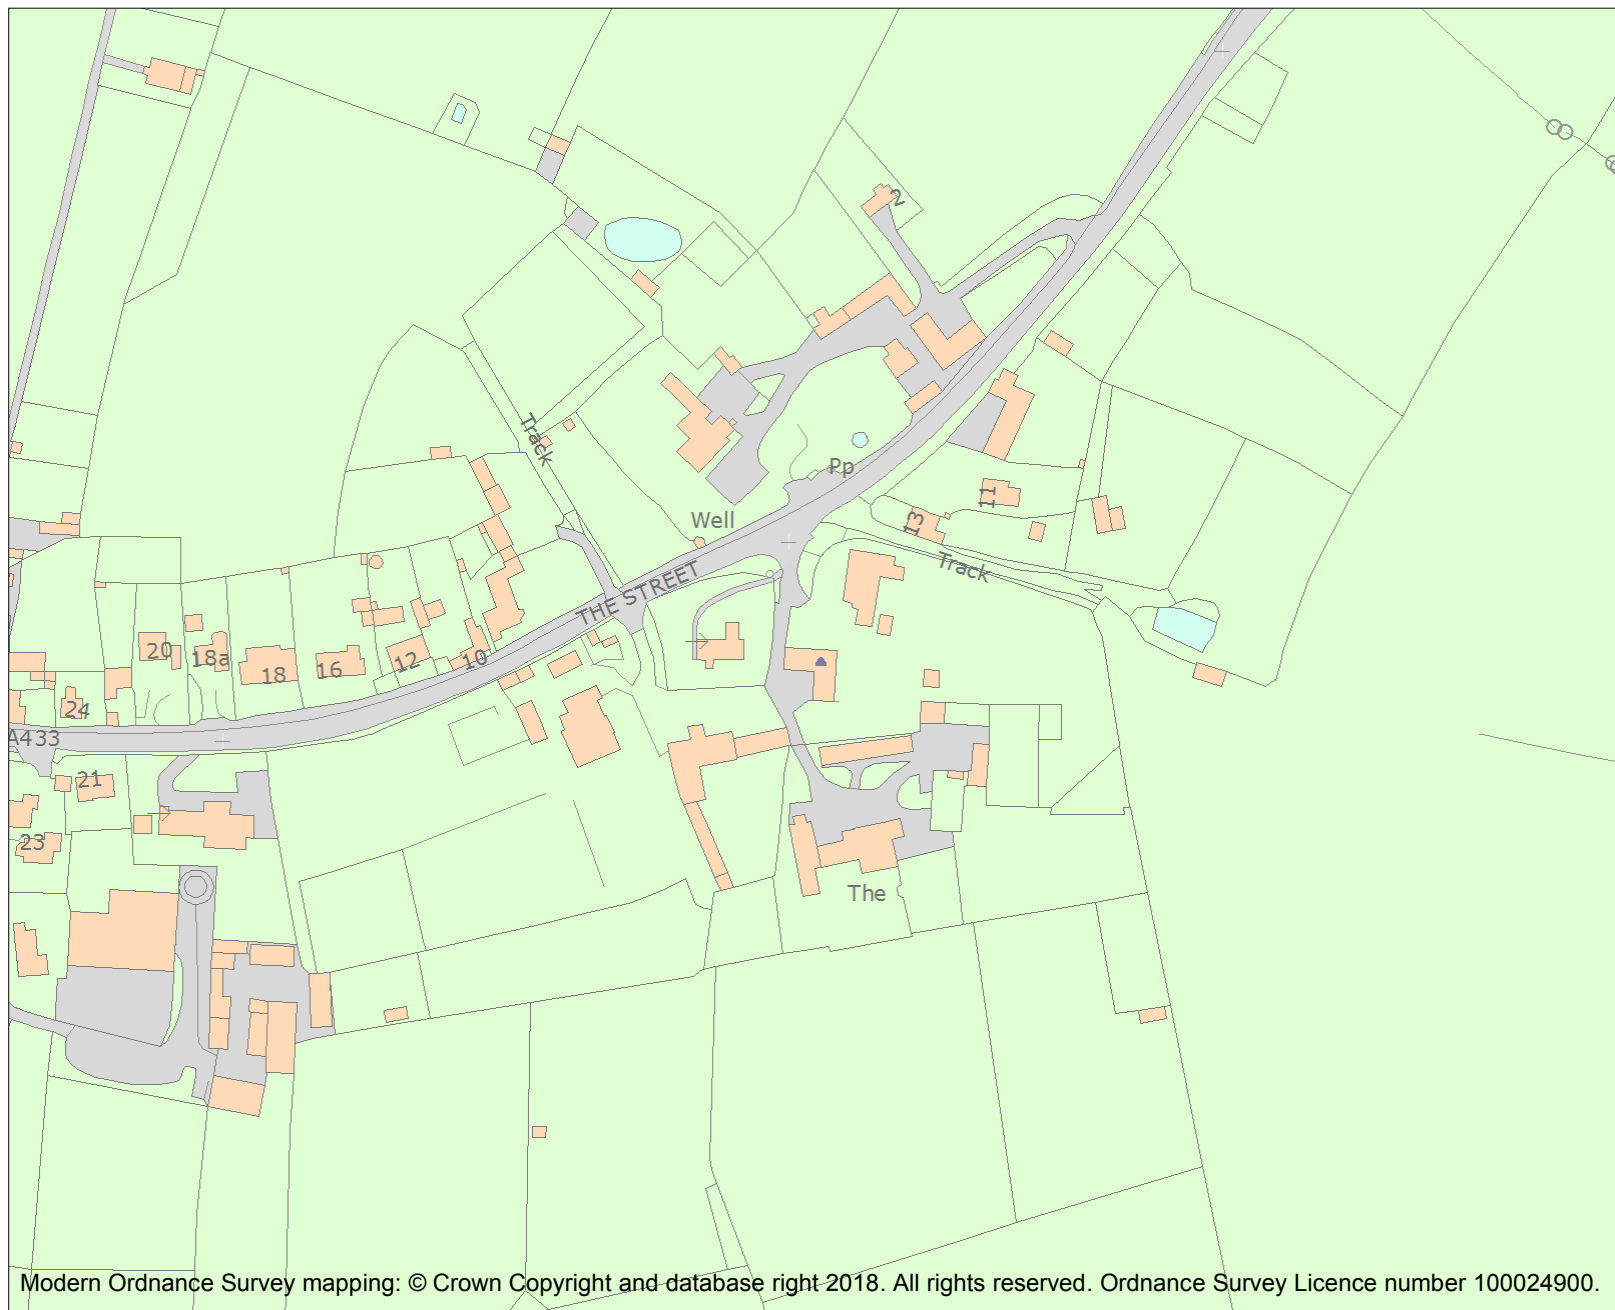 2
Track
Pp
11
Well
13
Track
THE STREET
20
18a
18
16
12
10
24
A433
21
23
The
Modern Ordnance Survey mapping: © Crown Copyright and database right 2018. All rights reserved. Ordnance Survey Licence number 100024900.